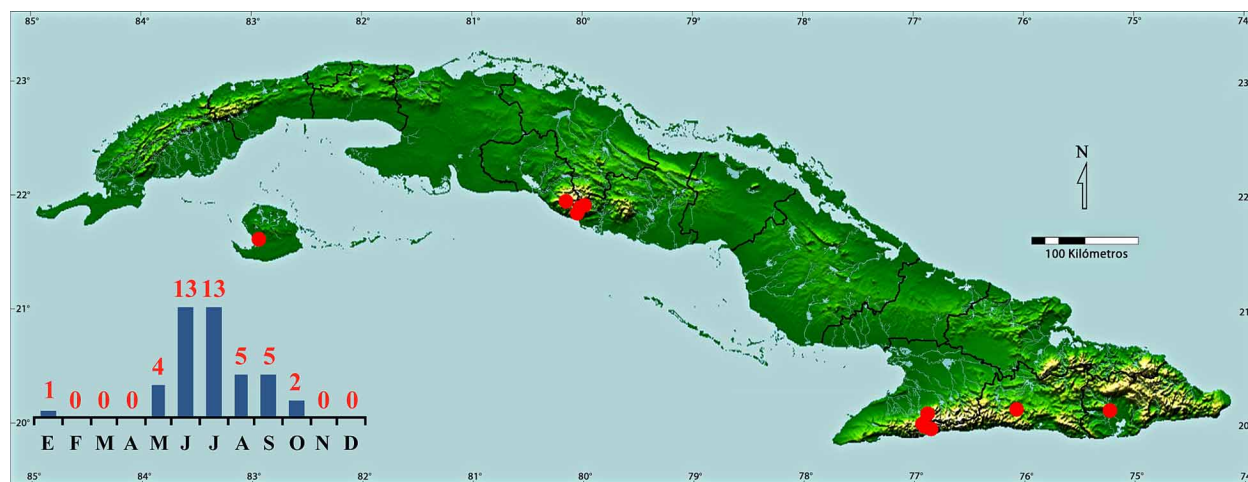 85° 84° 83° 82° 81° 80° 79° 78° 77° 76° 75° 74
23° 23
N
22° 22
100 Kilómetros
13 13
21° 21
4 5 5
1 0 0 0 2 0 0
20° 20
E F M A M J J A S O N D
85° 84° 83° 82° 81° 80° 79° 78° 77° 76° 75° 74